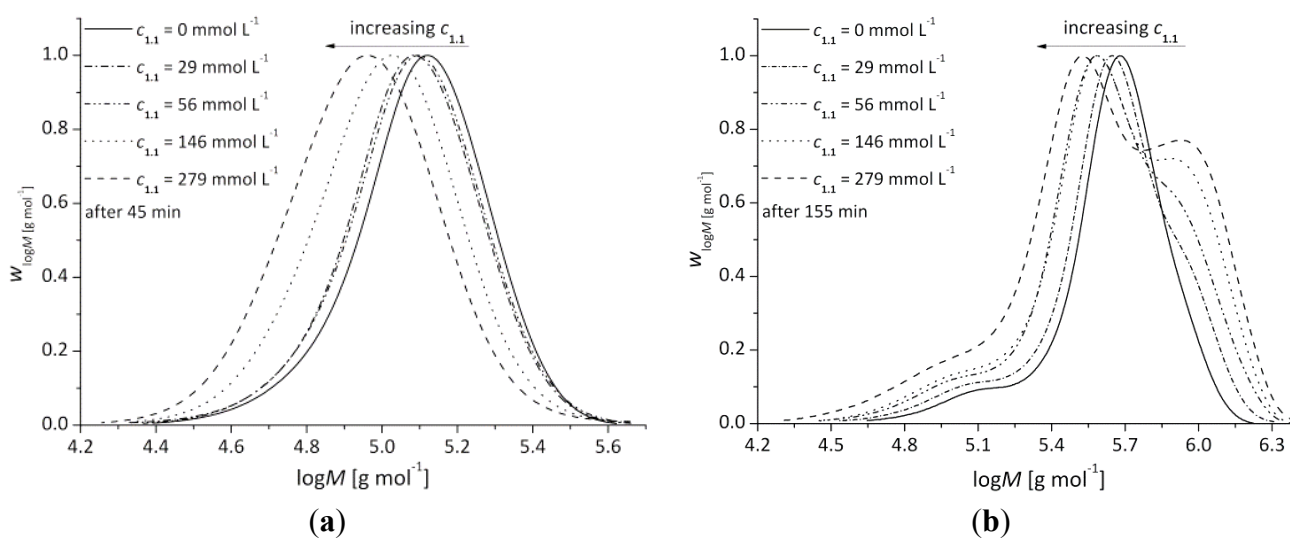 c1.1 = 0 mmol L-1
c1.1 = 29 mmol L-1
c1.1 = 56 mmol L-1
c1.1 = 146 mmol L-1
c1.1 = 279 mmol L-1
after 45 min
increasing c1.1
wlogM [g mol-1]
1.0
0.8
0.6
0.4
0.2
0.0
4.2 4.4 4.6 4.8 5.0 5.2 5.4 5.6
logM [g mol-1]
(a)
c1.1 = 0 mmol L-1
c1.1 = 29 mmol L-1
c1.1 = 56 mmol L-1
c1.1 = 146 mmol L-1
c1.1 = 279 mmol L-1
after 155 min
increasing c1.1
wlogM [g mol-1]
1.0
0.8
0.6
0.4
0.2
0.0
4.2 4.5 4.8 5.1 5.4 5.7 6.0 6.3
logM [g mol-1]
(b)